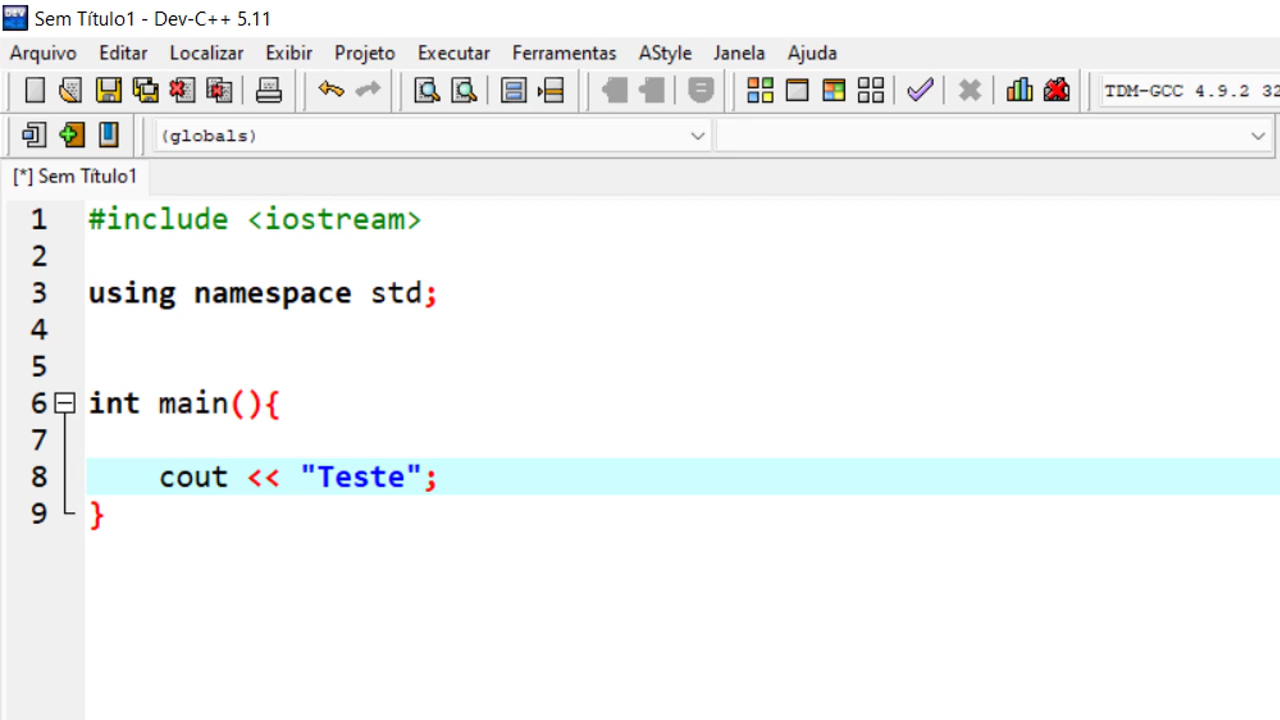 Sem Título1 - Dev-C++ 5.11
Arquivo Editar Localizar Exibir Projeto Executar Ferramentas AStyle Janela Ajuda
TDM-GCC 4.9.2 32
(globals)
[*] Sem Título1
1 #include <iostream>
2
3 using namespace std;
4
5
6 int main(){
7
8 cout << "Teste";
9 }